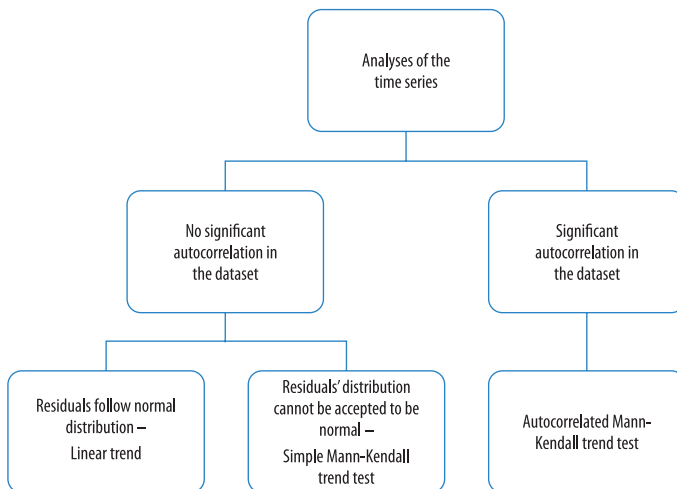 Analyses of the
time series
No significant
autocorrelation in
the dataset
Significant
autocorrelation in
the dataset
Residuals follow normal
distribution –
Linear trend
Residuals’ distribution
cannot be accepted to be
normal –
Simple Mann-Kendall
trend test
Autocorrelated Mann-
Kendall trend test